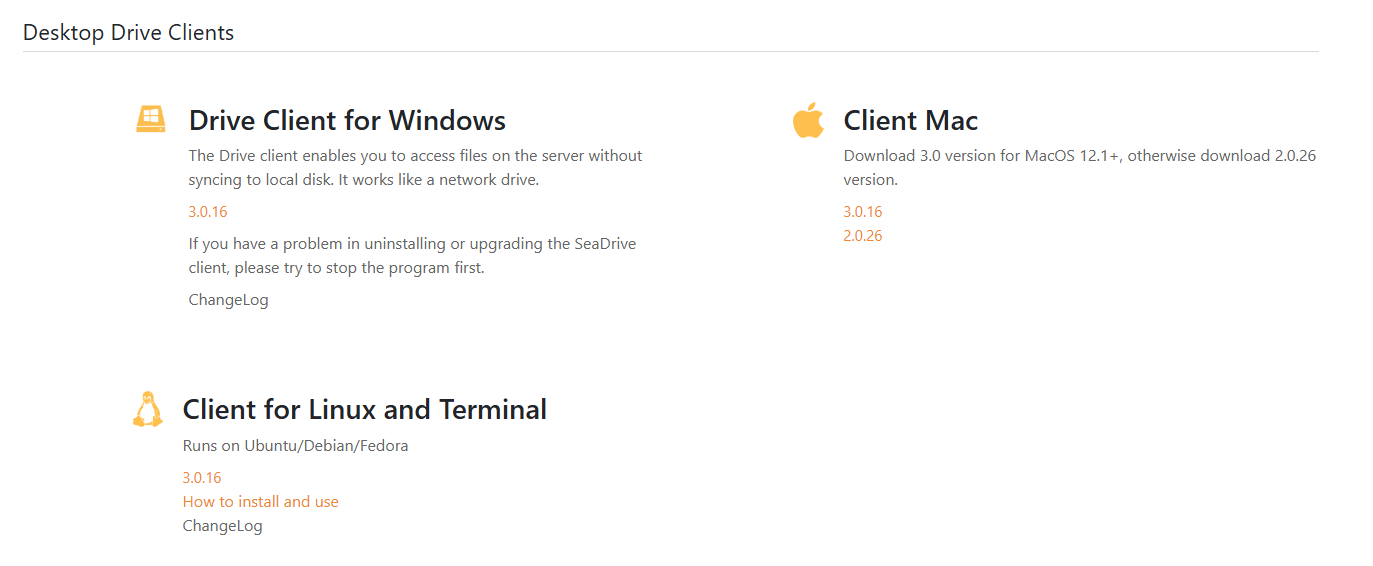 Desktop Drive Clients
Drive Client for Windows
The Drive client enables you to access files on the server without
syncing to local disk. It works like a network drive.
3.0.16
If you have a problem in uninstalling or upgrading the SeaDrive
client, please try to stop the program first.
ChangeLog
Client Mac
Download 3.0 version for MacOS 12.1+, otherwise download 2.0.26
version.
3.0.16
2.0.26
Client for Linux and Terminal
Runs on Ubuntu/Debian/Fedora
3.0.16
How to install and use
ChangeLog